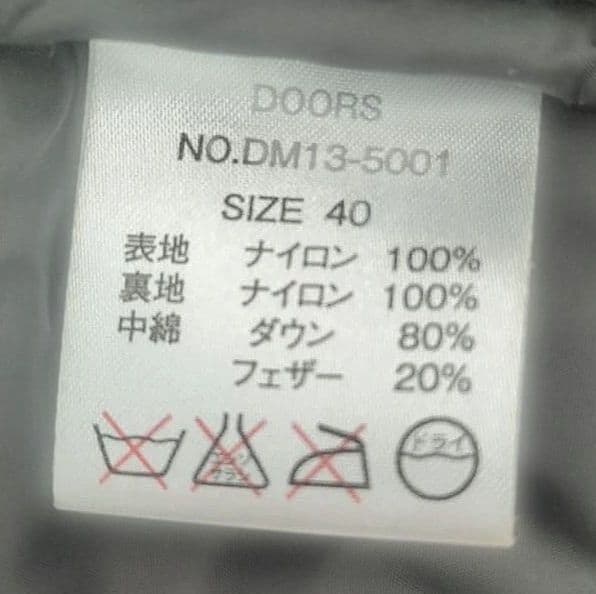 DOORS
NO.DM13-5001
SIZE 40
表地 ナイロン 100%
裏地 ナイロン 100%
中綿 ダウン 80%
フェザー 20%
ドライ